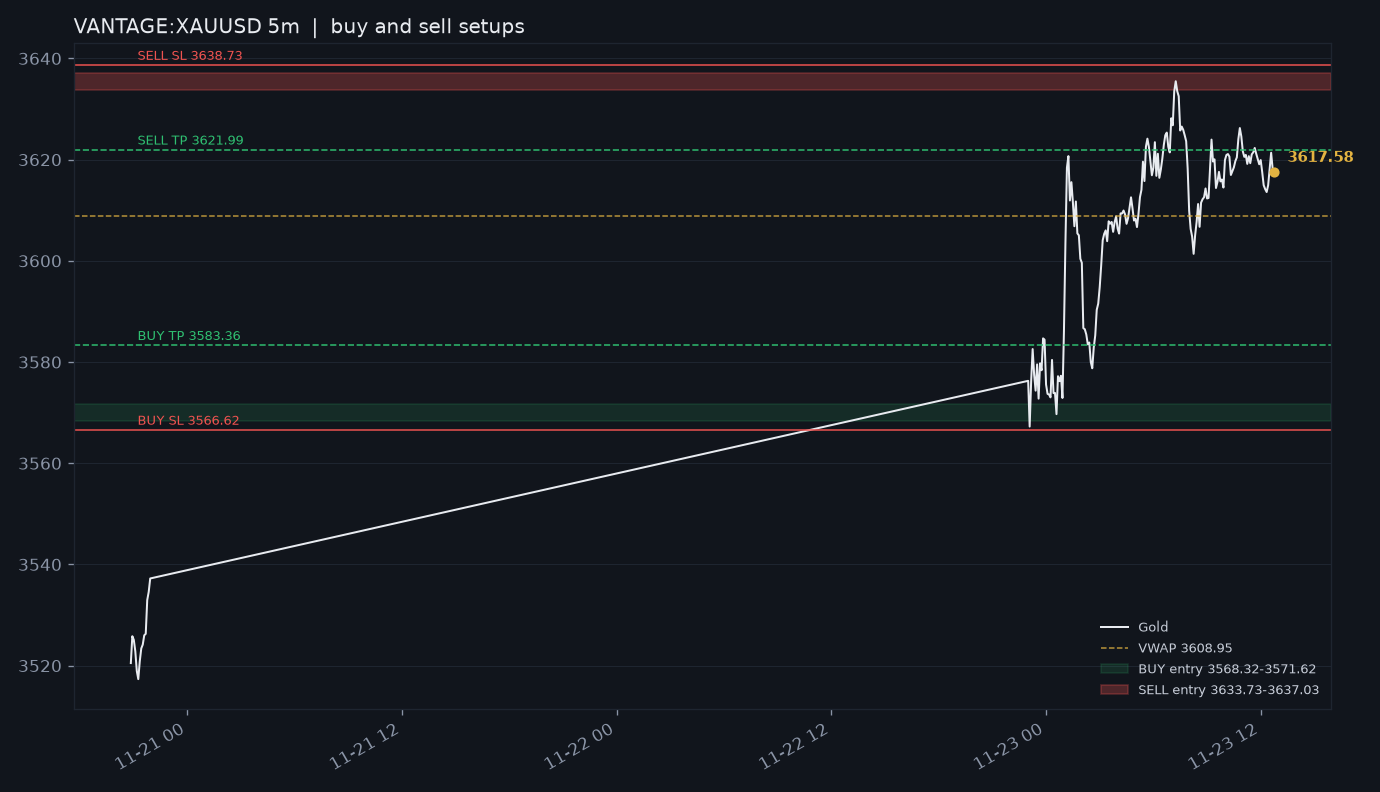 VANTAGE:XAUUSD 5m | buy and sell setups
3640
SELL SL 3638.73
SELL TP 3621.99
3620
3617.58
3600
BUY TP 3583.36
3580
BUY SL 3566.62
3560
3540
3520
Gold
VWAP 3608.95
BUY entry 3568.32-3571.62
SELL entry 3633.73-3637.03
11-21 00
11-21 12
11-22 00
11-22 12
11-23 00
11-23 12